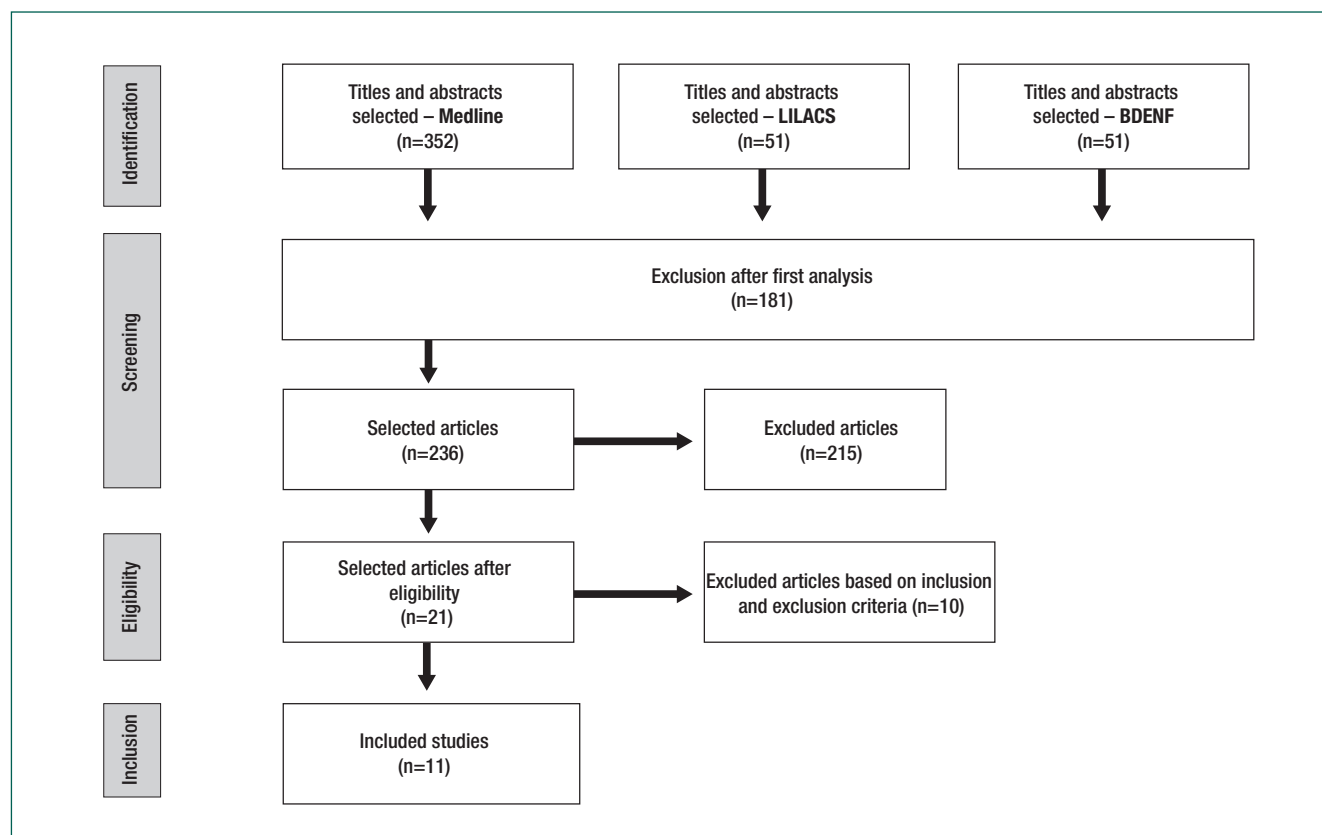 Identification
Titles and abstracts
selected – Medline
(n=352)
Titles and abstracts
selected – LILACS
(n=51)
Titles and abstracts
selected – BDENF
(n=51)
Screening
Exclusion after first analysis
(n=181)
Selected articles
(n=236)
Excluded articles
(n=215)
Eligibility
Selected articles after
eligibility
(n=21)
Excluded articles based on inclusion
and exclusion criteria (n=10)
Inclusion
Included studies
(n=11)